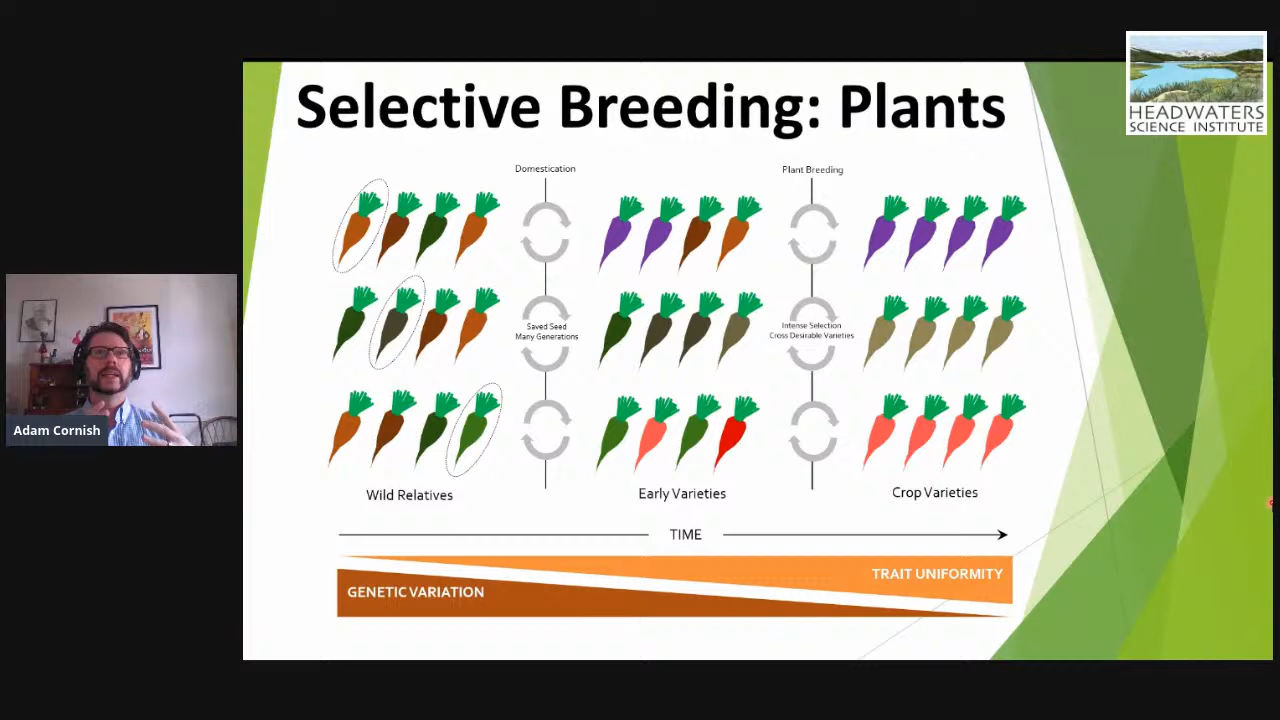 Selective Breeding: Plants
HEADWATERS
SCIENCE INSTITUTE
Domestication
Plant Breeding
Saved Seed
Many Generations
Intense Selection
Cross Desirable Varieties
Adam Cornish
Wild Relatives
Early Varieties
Crop Varieties
TIME
TRAIT UNIFORMITY
GENETIC VARIATION